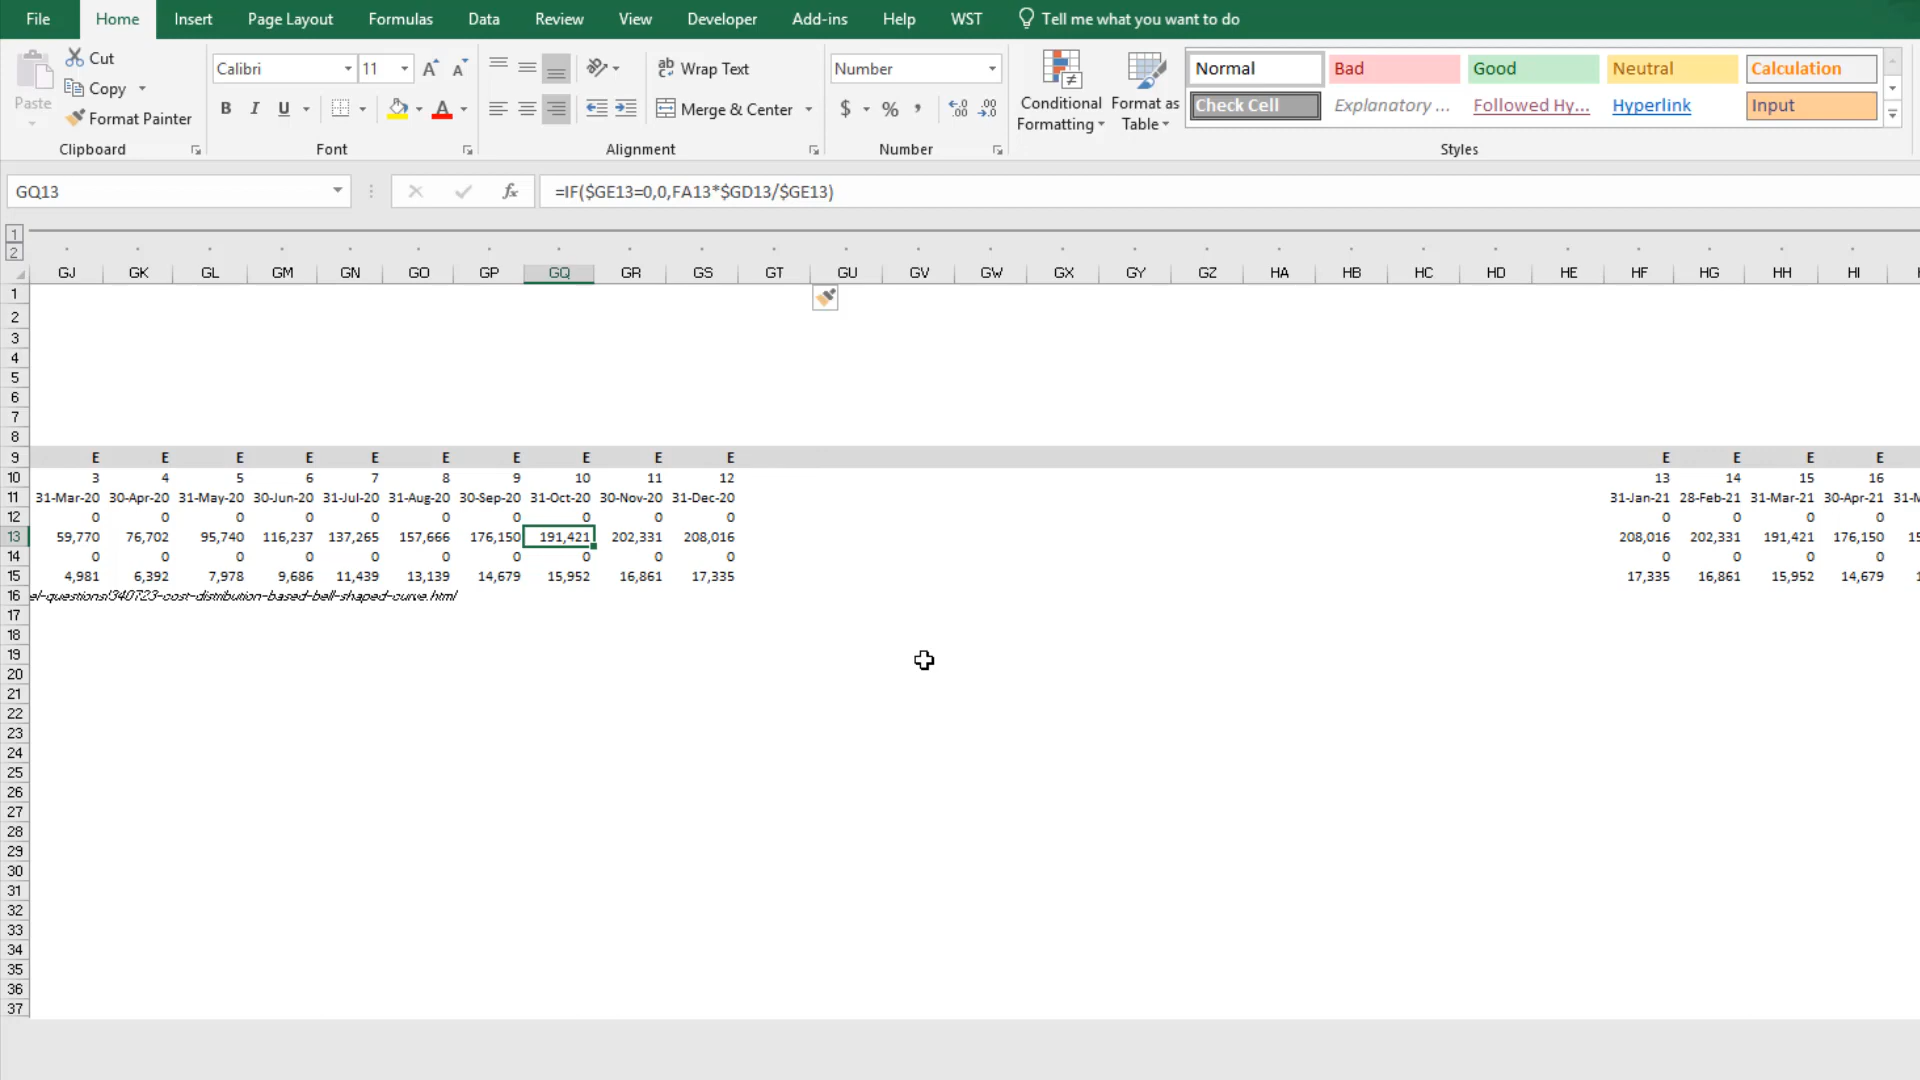 File Home Insert Page Layout Formulas Data Review View Developer Add-ins Help WST Tell me what you want to do
Paste
Cut
Copy
Format Painter
Clipboard
Calibri 11
B I U
Font
Wrap Text
Merge & Center
Alignment
Number
$ % ,
Number
Conditional Formatting
Format as Table
Normal Bad Good Neutral Calculation
Check Cell Explanatory ... Followed Hy... Hyperlink Input
Styles
GQ13 fx =IF($GE13=0,0,FA13*$GD13/$GE13)
1
2
GJ GK GL GM GN GO GP GQ GR GS GT GU GV GW GX GY GZ HA HB HC HD HE HF HG HH HI
1
2
3
4
5
6
7
8
9 E E E E E E E E E E E E E E
10 3 4 5 6 7 8 9 10 11 12 13 14 15 16
11 31-Mar-20 30-Apr-20 31-May-20 30-Jun-20 31-Jul-20 31-Aug-20 30-Sep-20 31-Oct-20 30-Nov-20 31-Dec-20 31-Jan-21 28-Feb-21 31-Mar-21 30-Apr-21 31-M
12 0 0 0 0 0 0 0 0 0 0 0 0 0 0
13 59,770 76,702 95,740 116,237 137,265 157,666 176,150 191,421 202,331 208,016 208,016 202,331 191,421 176,150 15
14 0 0 0 0 0 0 0 0 0 0 0 0 0 0
15 4,981 6,392 7,978 9,686 11,439 13,139 14,679 15,952 16,861 17,335 17,335 16,861 15,952 14,679
16 el-questions/340723-cost-distribution-based-bell-shaped-curve.html
17
18
19
20
21
22
23
24
25
26
27
28
29
30
31
32
33
34
35
36
37